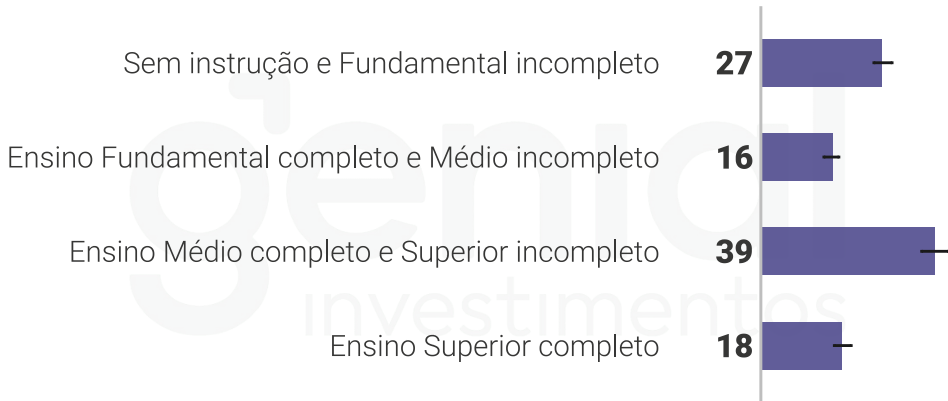 Sem instrução e Fundamental incompleto 27
Ensino Fundamental completo e Médio incompleto 16
Ensino Médio completo e Superior incompleto 39
Ensino Superior completo 18
genial
investimentos